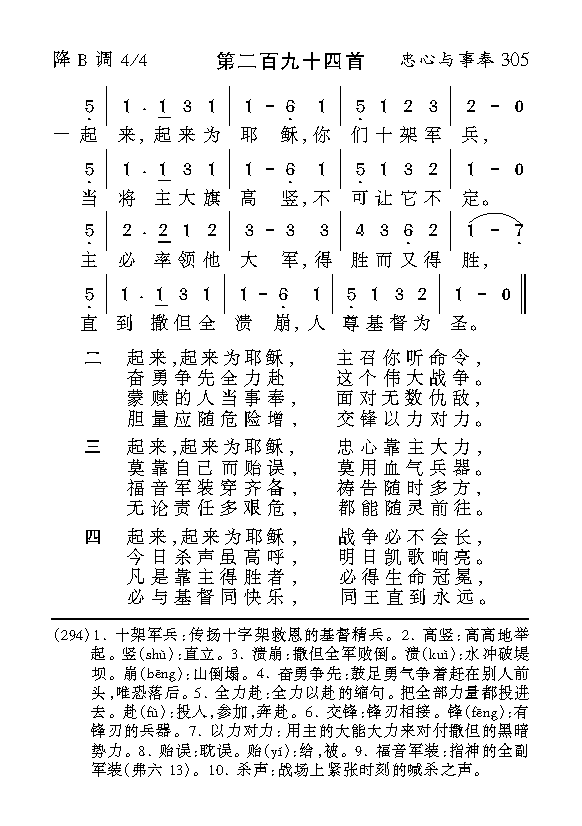 降 B 调 4/4 第二百九十四首 忠心与事奉 305
5 | 1 . 1 3 1 | 1 - 6 1 | 5 1 2 3 | 2 - 0
一 起 来, 起来为 耶 稣, 你 们十架军 兵,
5 | 1 . 1 3 1 | 1 - 6 1 | 5 1 3 2 | 1 - 0
当 将 主大旗 高 竖, 不 可让它不 定。
5 | 2 . 2 1 2 | 3 - 3 3 | 4 3 6 2 | 1 - 7
主 必 率领他 大 军, 得 胜而又得 胜,
5 | 1 . 1 3 1 | 1 - 6 1 | 5 1 3 2 | 1 - 0 ‖
直 到 撒但全 溃 崩, 人 尊基督为 圣。
二 起来,起来为耶稣, 主召你听命令,
奋勇争先全力赴 这个伟大战争。
蒙赎的人当事奉, 面对无数仇敌,
胆量应随危险增, 交锋以力对力。
三 起来,起来为耶稣, 忠心靠主大力,
莫靠自己而贻误, 莫用血气兵器。
福音军装穿齐备, 祷告随时多方,
无论责任多艰危, 都能随灵前往。
四 起来,起来为耶稣, 战争必不会长,
今日杀声虽高呼, 明日凯歌响亮。
凡是靠主得胜者, 必得生命冠冕,
必与基督同快乐, 同王直到永远。
(294)1. 十架军兵:传扬十字架救恩的基督精兵。2. 高竖:高高地举
起。竖(shù):直立。3. 溃崩:撒但全军败倒。溃(kuì):水冲破堤
坝。崩(bēng):山倒塌。4. 奋勇争先:鼓足勇气争着赶在别人前
头,唯恐落后。5. 全力赴:全力以赴的缩句。把全部力量都投进
去。赴(fù):投入,参加,奔赴。6. 交锋:锋刃相接。锋(fēng):有
锋刃的兵器。7. 以力对力:用主的大能大力来对付撒但的黑暗
势力。8. 贻误:耽误。贻(yí):给,被。9. 福音军装:指神的全副
军装(弗六 13)。10. 杀声:战场上紧张时刻的喊杀之声。